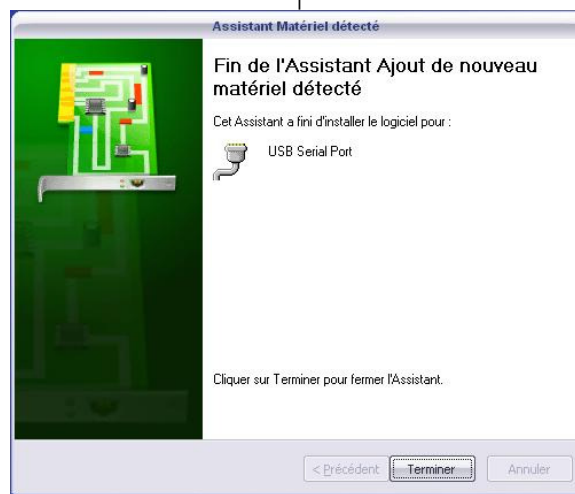 Assistant Matériel détecté
Fin de l'Assistant Ajout de nouveau
matériel détecté
Cet Assistant a fini d'installer le logiciel pour :
USB Serial Port
Cliquer sur Terminer pour fermer l'Assistant.
< Précédent Terminer Annuler